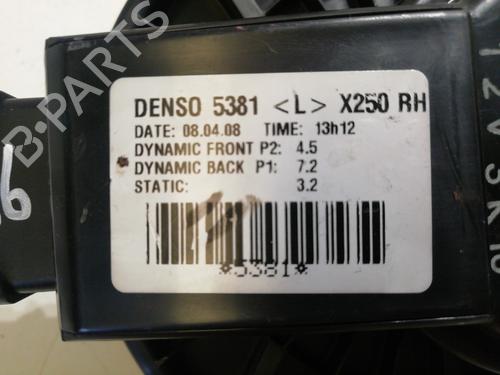 DENSO 5381 <L> X250 RH
DATE: 08.04.08 TIME: 13h12
DYNAMIC FRONT P2: 4.5
DYNAMIC BACK P1: 7.2
STATIC: 3.2
*5381*
B-Parts
12V